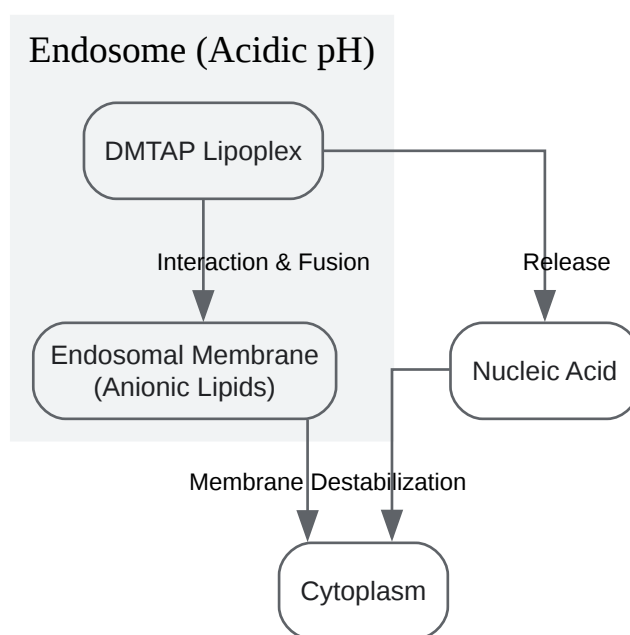 Endosome (Acidic pH)
DMTAP Lipoplex
Interaction & Fusion
Release
Endosomal Membrane
(Anionic Lipids)
Nucleic Acid
Membrane Destabilization
Cytoplasm